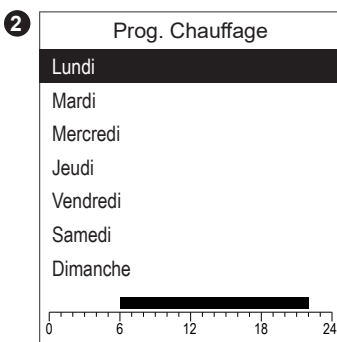 2
Prog. Chauffage
Lundi
Mardi
Mercredi
Jeudi
Vendredi
Samedi
Dimanche
0 6 12 18 24